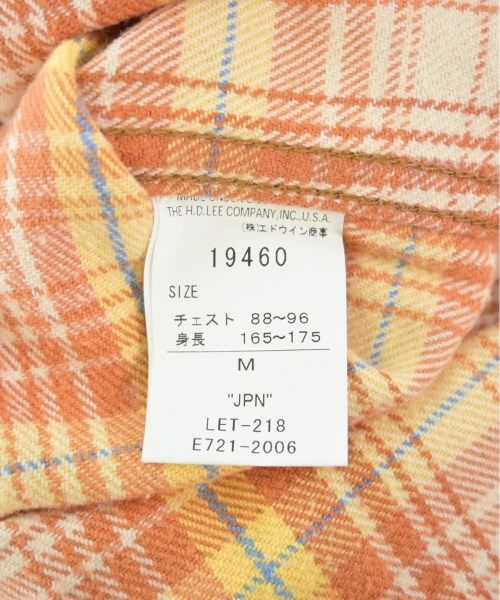 THE H.D.LEE COMPANY,INC.,U.S.A.
(株)エドウイン商事
19460
SIZE
チェスト 88~96
身長 165~175
M
"JPN"
LET-218
E721-2006